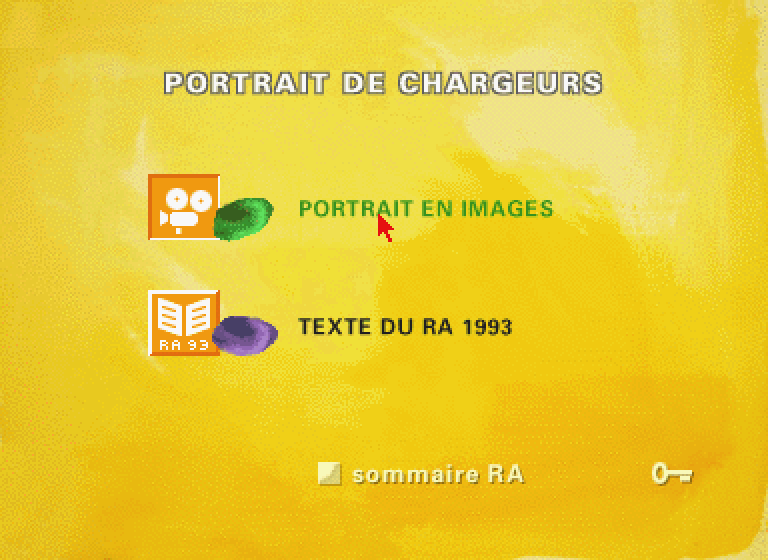 PORTRAIT DE CHARGEURS
PORTRAIT EN IMAGES
RA 93
TEXTE DU RA 1993
sommaire RA